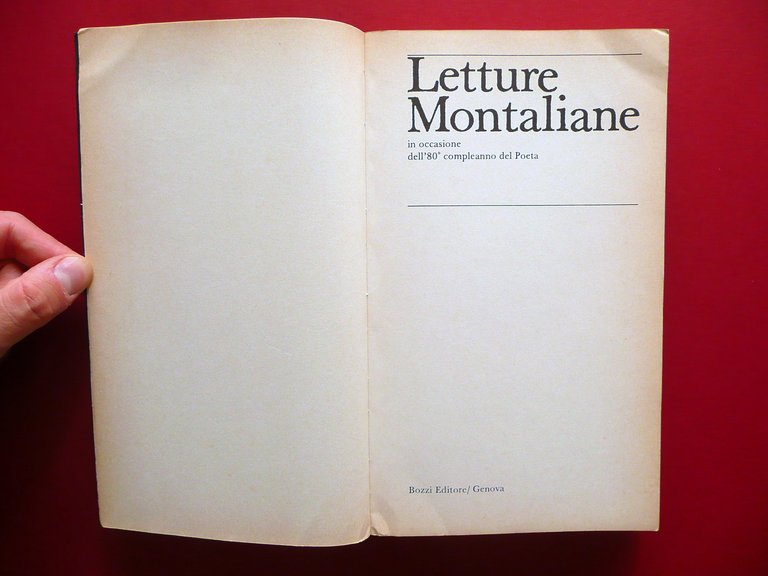 Letture
Montaliane
in occasione
dell'80° compleanno del Poeta
Bozzi Editore/ Genova